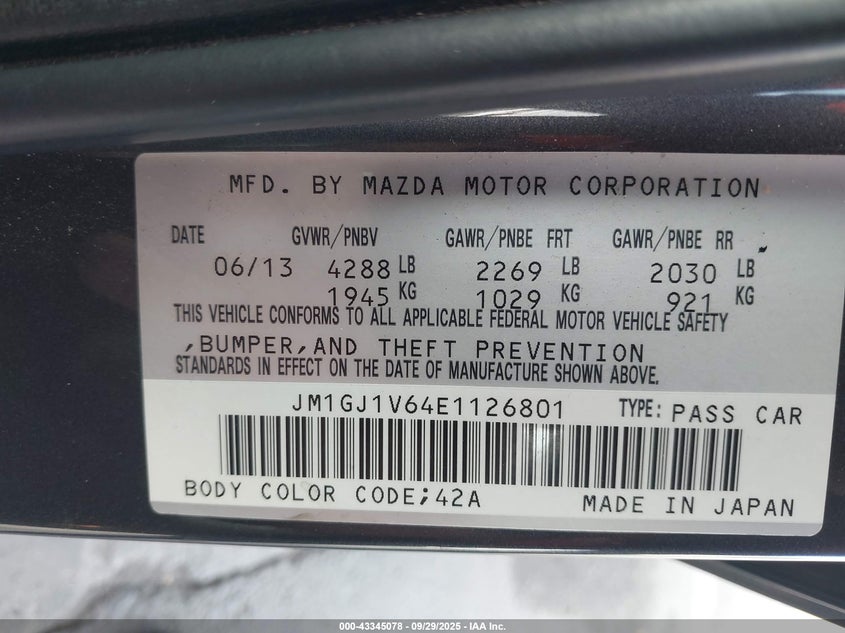 MFD. BY MAZDA MOTOR CORPORATION
DATE GVWR/PNBV GAWR/PNBE FRT GAWR/PNBE RR
06/13 4288 LB 2269 LB 2030 LB
1945 KG 1029 KG 921 KG
THIS VEHICLE CONFORMS TO ALL APPLICABLE FEDERAL MOTOR VEHICLE SAFETY
,BUMPER,AND THEFT PREVENTION
STANDARDS IN EFFECT ON THE DATE OF MANUFACTURE SHOWN ABOVE.
JM1GJ1V64E1126801 TYPE: PASS CAR
BODY COLOR CODE;42A MADE IN JAPAN
000-43345078 - 09/29/2025 - IAA Inc.